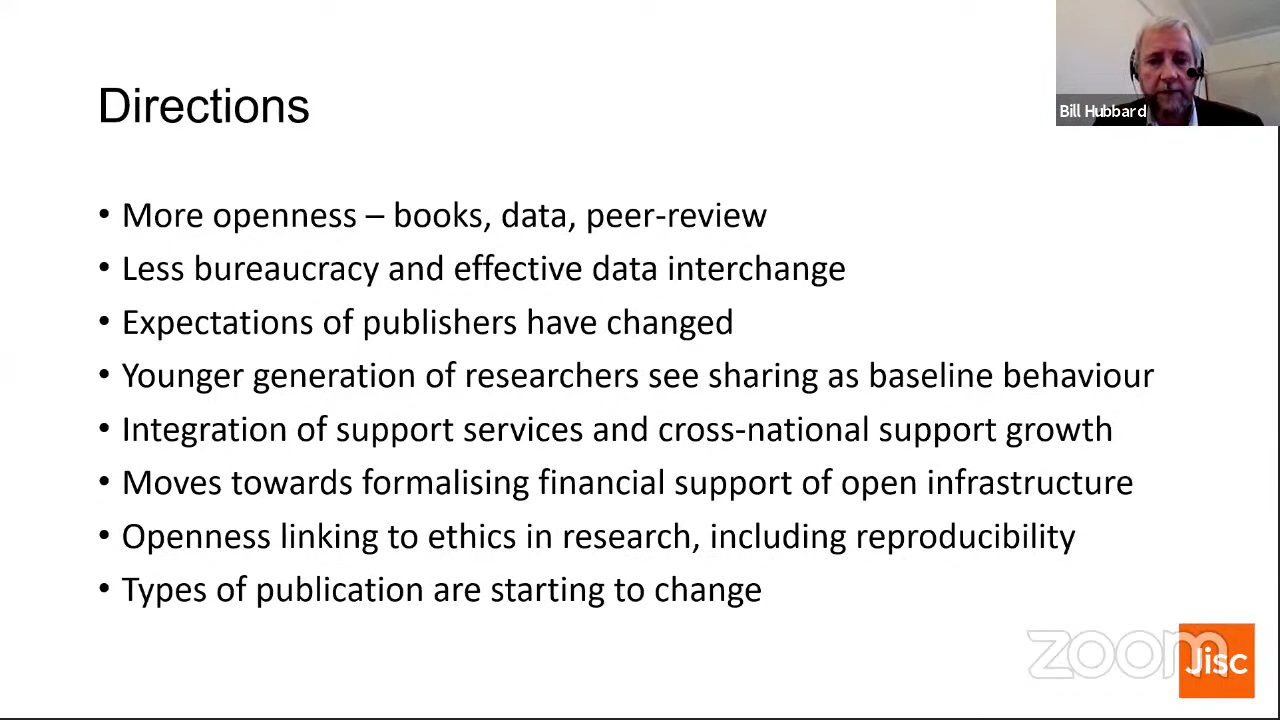 Bill Hubbard
Directions
• More openness – books, data, peer-review
• Less bureaucracy and effective data interchange
• Expectations of publishers have changed
• Younger generation of researchers see sharing as baseline behaviour
• Integration of support services and cross-national support growth
• Moves towards formalising financial support of open infrastructure
• Openness linking to ethics in research, including reproducibility
• Types of publication are starting to change
zoom
Jisc